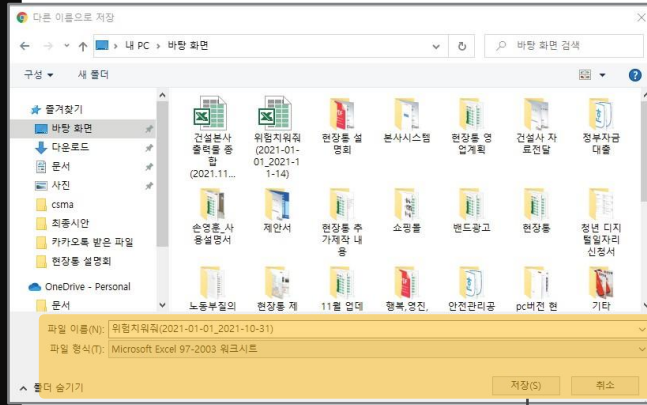 다른 이름으로 저장
내 PC > 바탕 화면
바탕 화면 검색
구성
새 폴더
즐겨찾기
바탕 화면
다운로드
문서
사진
csma
최종시안
카카오톡 받은 파일
현장통 설명회
OneDrive - Personal
문서
건설본사
출력물 종
합
(2021.11...
위험지워줘
(2021-01-
01_2021-1
1-14)
현장통 설
명회
본사시스템
현장통 영
업계획
건설사 자
료전달
정부자금
대출
손영훈_사
용설명서
제안서
현장통 추
가제작 내
용
쇼핑몰
밴드광고
현장통
청년 디지
털일자리
신청서
노동부질의
현장통 제
11월 업데
행복,영진,
안전관리공
pc버전 현
기타
파일 이름(N): 위험지워줘(2021-01-01_2021-10-31)
파일 형식(T): Microsoft Excel 97-2003 워크시트
폴더 숨기기
저장(S)
취소